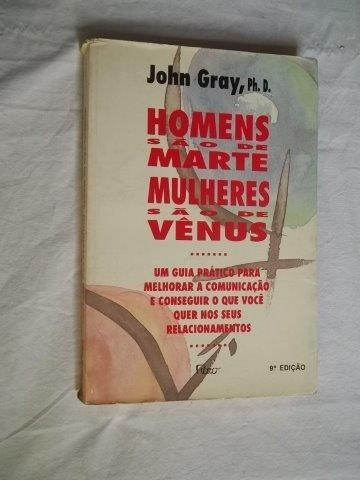 John Gray, Ph. D.
HOMENS
SÃO DE
MARTE
MULHERES
SÃO DE
VÊNUS
UM GUIA PRÁTICO PARA
MELHORAR A COMUNICAÇÃO
E CONSEGUIR O QUE VOCÊ
QUER NOS SEUS
RELACIONAMENTOS
Rocco
9ª EDIÇÃO